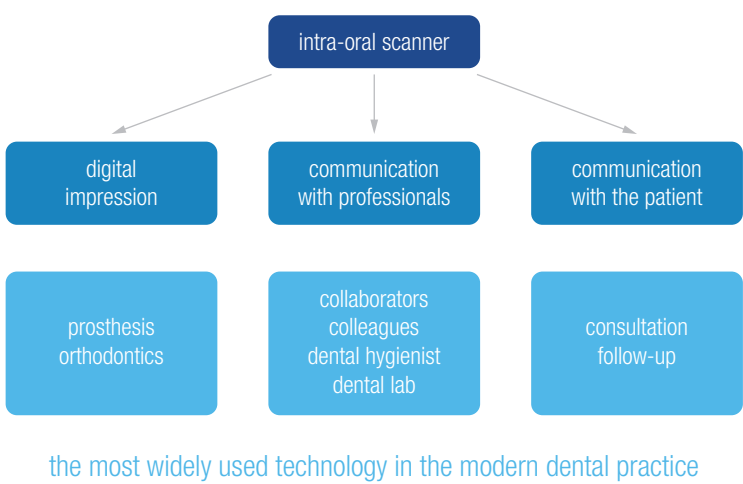 intra-oral scanner
digital
impression
communication
with professionals
communication
with the patient
prosthesis
orthodontics
collaborators
colleagues
dental hygienist
dental lab
consultation
follow-up
the most widely used technology in the modern dental practice